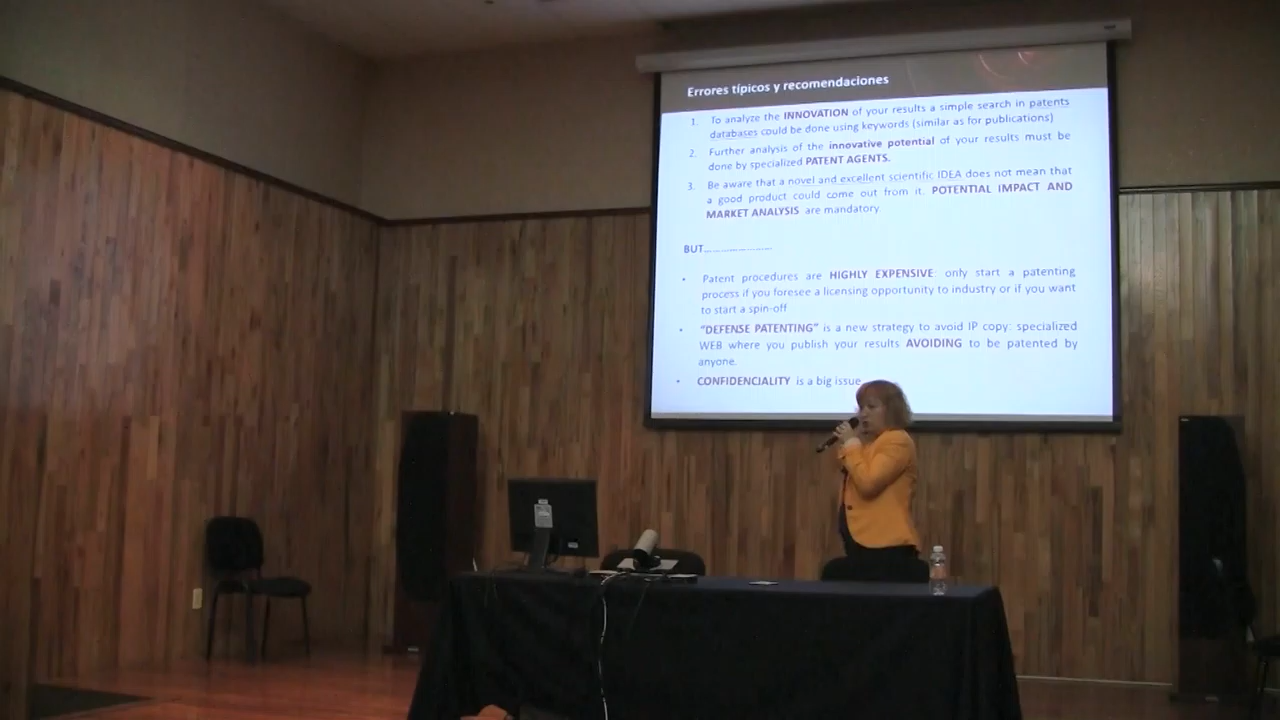 Errores típicos y recomendaciones
1. To analyze the INNOVATION of your results a simple search in patents
databases could be done using keywords (similar as for publications)
2. Further analysis of the innovative potential of your results must be
done by specialized PATENT AGENTS.
3. Be aware that a novel and excellent scientific IDEA does not mean that
a good product could come out from it. POTENTIAL IMPACT AND
MARKET ANALYSIS are mandatory
BUT……………………
• Patent procedures are HIGHLY EXPENSIVE: only start a patenting
process if you foresee a licensing opportunity to industry or if you want
to start a spin-off
• “DEFENSE PATENTING” is a new strategy to avoid IP copy: specialized
WEB where you publish your results AVOIDING to be patented by
anyone.
• CONFIDENCIALITY is a big issue